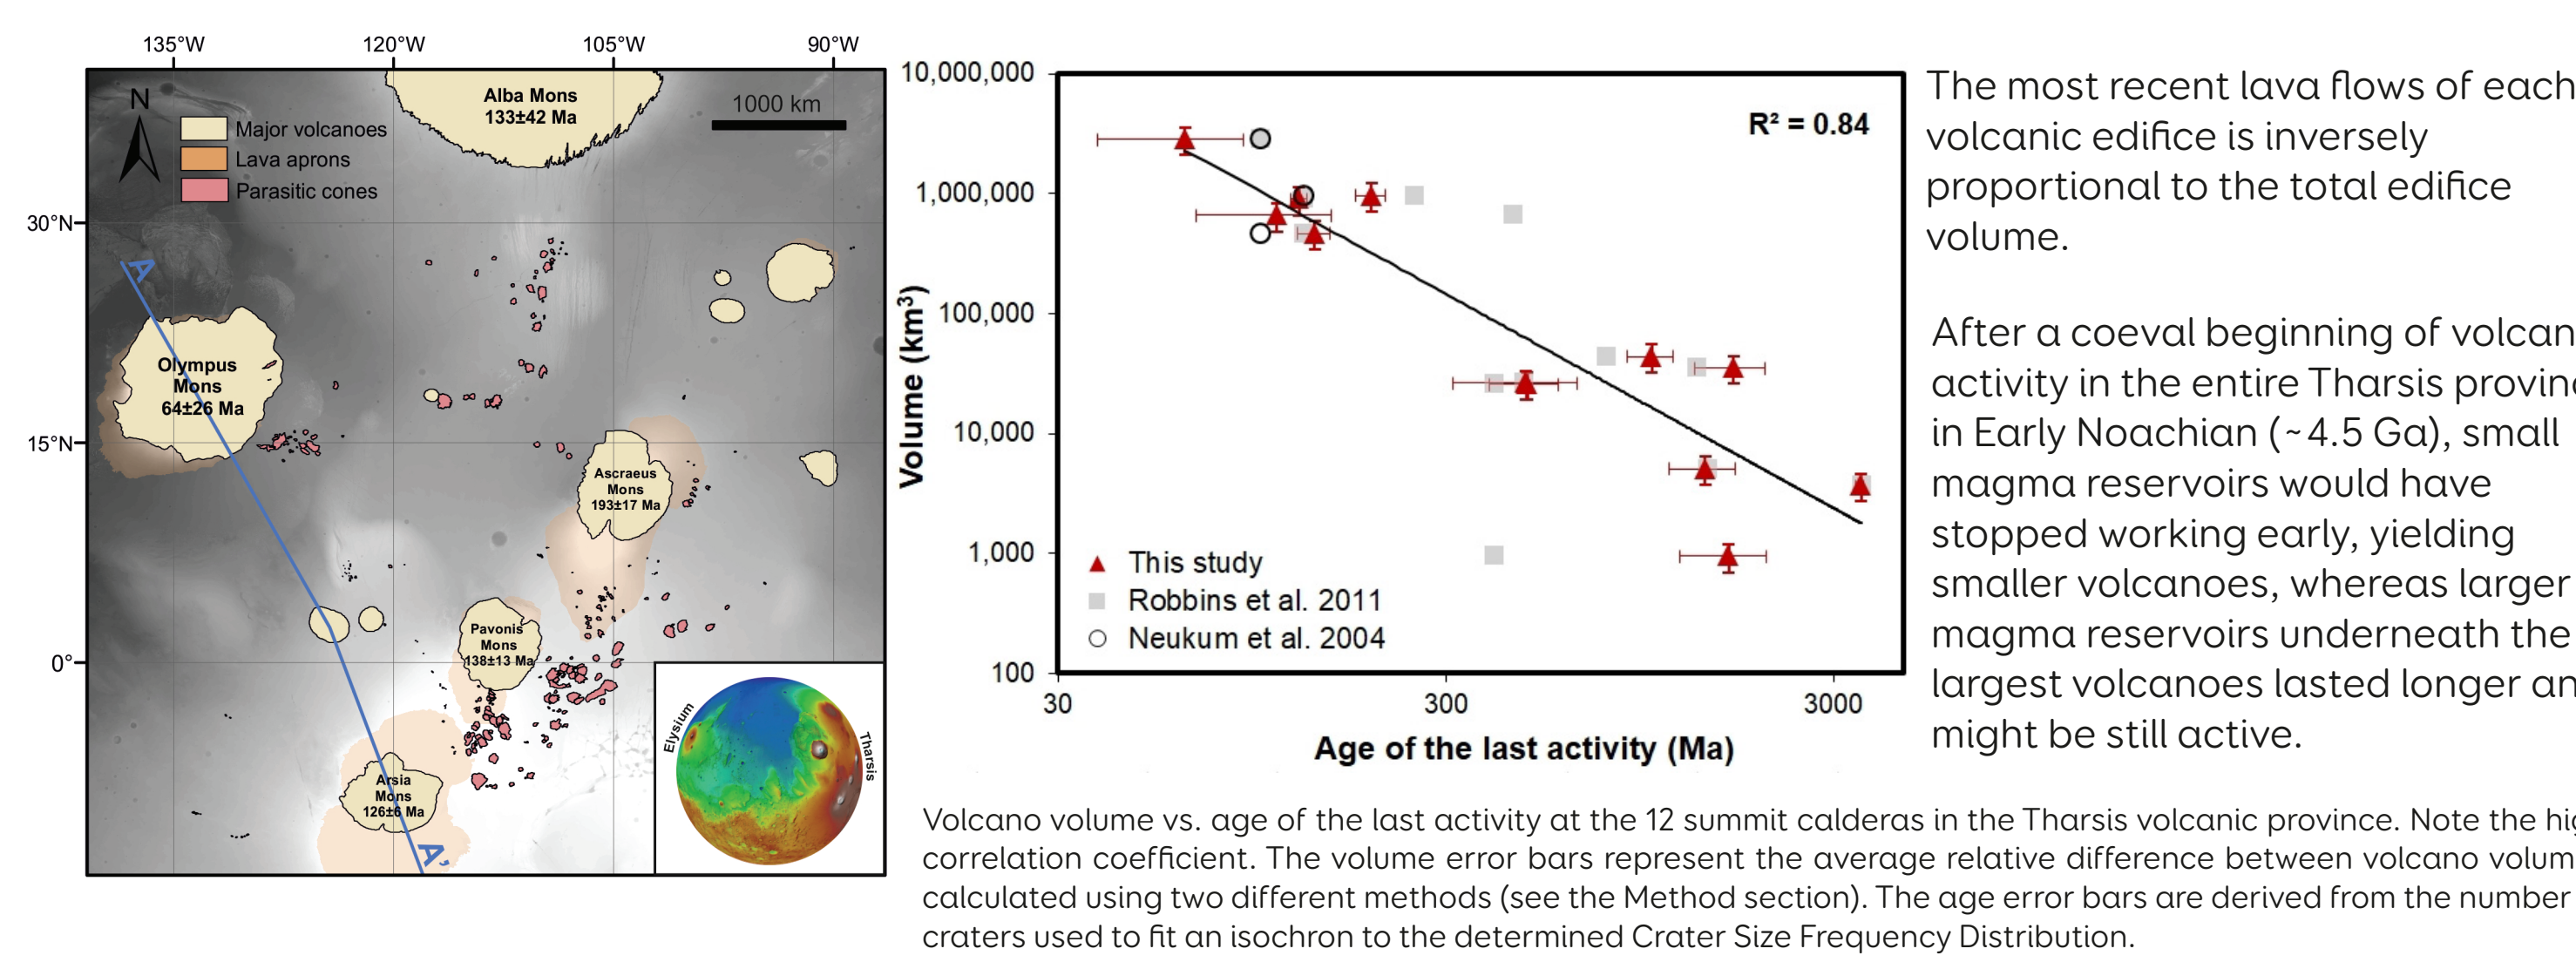 135°W 120°W 105°W 90°W
N
Major volcanoes
Lava aprons
Parasitic cones
Alba Mons
133±42 Ma
1000 km
30°N
A
Olympus
Mons
64±26 Ma
15°N
Ascraeus
Mons
193±17 Ma
Pavonis
Mons
138±13 Ma
0°
Arsia
Mons
126±6 Ma
A'
Elysium
Tharsis
10,000,000
1,000,000
100,000
10,000
1,000
100
Volume (km³)
R² = 0.84
This study
Robbins et al. 2011
Neukum et al. 2004
30 300 3000
Age of the last activity (Ma)
The most recent lava flows of each
volcanic edifice is inversely
proportional to the total edifice
volume.
After a coeval beginning of volcan
activity in the entire Tharsis provinc
in Early Noachian (~4.5 Ga), small
magma reservoirs would have
stopped working early, yielding
smaller volcanoes, whereas larger
magma reservoirs underneath the
largest volcanoes lasted longer an
might be still active.
Volcano volume vs. age of the last activity at the 12 summit calderas in the Tharsis volcanic province. Note the hig
correlation coefficient. The volume error bars represent the average relative difference between volcano volum
calculated using two different methods (see the Method section). The age error bars are derived from the number
craters used to fit an isochron to the determined Crater Size Frequency Distribution.